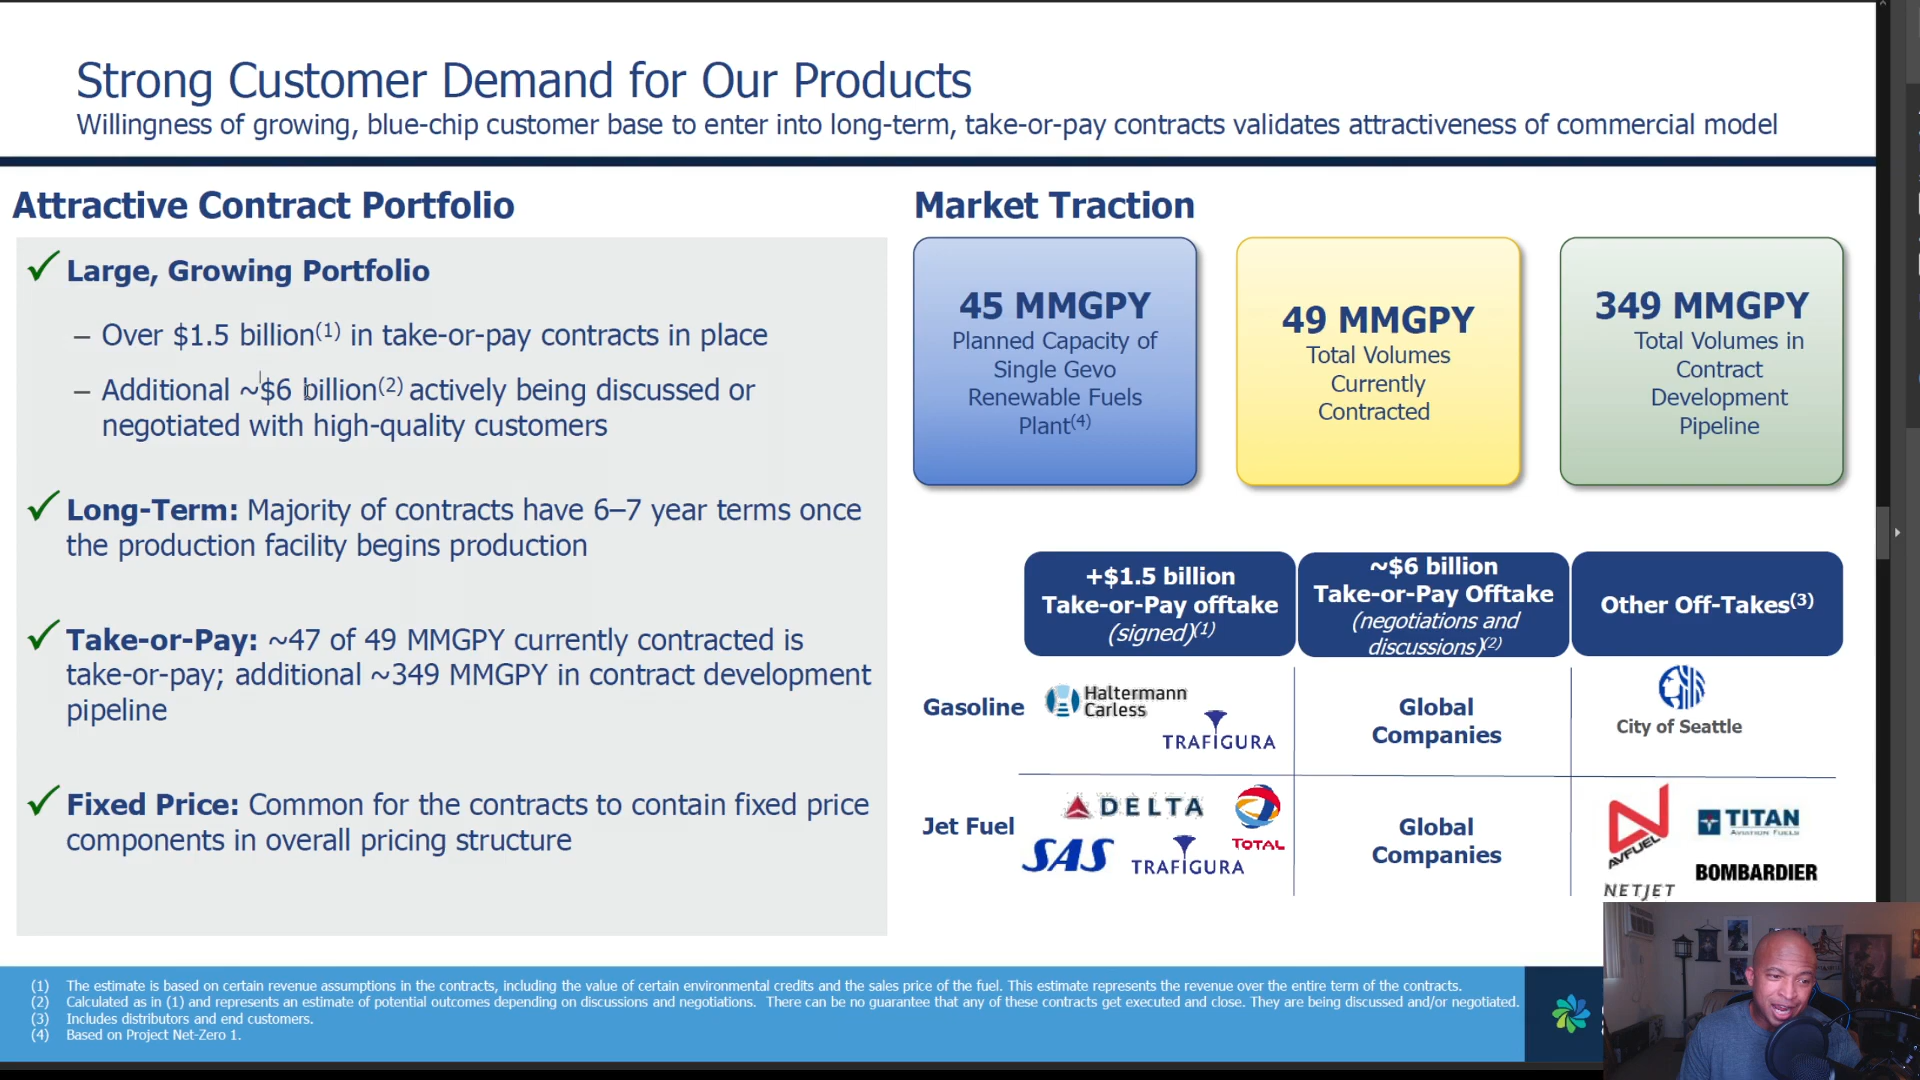 Strong Customer Demand for Our Products
Willingness of growing, blue-chip customer base to enter into long-term, take-or-pay contracts validates attractiveness of commercial model
Attractive Contract Portfolio
✓ Large, Growing Portfolio
– Over $1.5 billion(1) in take-or-pay contracts in place
– Additional ~$6 billion(2) actively being discussed or
negotiated with high-quality customers
✓ Long-Term: Majority of contracts have 6–7 year terms once
the production facility begins production
✓ Take-or-Pay: ~47 of 49 MMGPY currently contracted is
take-or-pay; additional ~349 MMGPY in contract development
pipeline
✓ Fixed Price: Common for the contracts to contain fixed price
components in overall pricing structure
Market Traction
45 MMGPY
Planned Capacity of
Single Gevo
Renewable Fuels
Plant(4)
49 MMGPY
Total Volumes
Currently
Contracted
349 MMGPY
Total Volumes in
Contract
Development
Pipeline
+$1.5 billion
Take-or-Pay offtake
(signed)(1)
~$6 billion
Take-or-Pay Offtake
(negotiations and
discussions)(2)
Other Off-Takes(3)
Gasoline
Haltermann
Carless
TRAFIGURA
Global
Companies
City of Seattle
Jet Fuel
DELTA
TOTAL
SAS
TRAFIGURA
Global
Companies
AVFUEL
TITAN
AVIATION FUELS
BOMBARDIER
NETJET
(1) The estimate is based on certain revenue assumptions in the contracts, including the value of certain environmental credits and the sales price of the fuel. This estimate represents the revenue over the entire term of the contracts.
(2) Calculated as in (1) and represents an estimate of potential outcomes depending on discussions and negotiations. There can be no guarantee that any of these contracts get executed and close. They are being discussed and/or negotiated.
(3) Includes distributors and end customers.
(4) Based on Project Net-Zero 1.